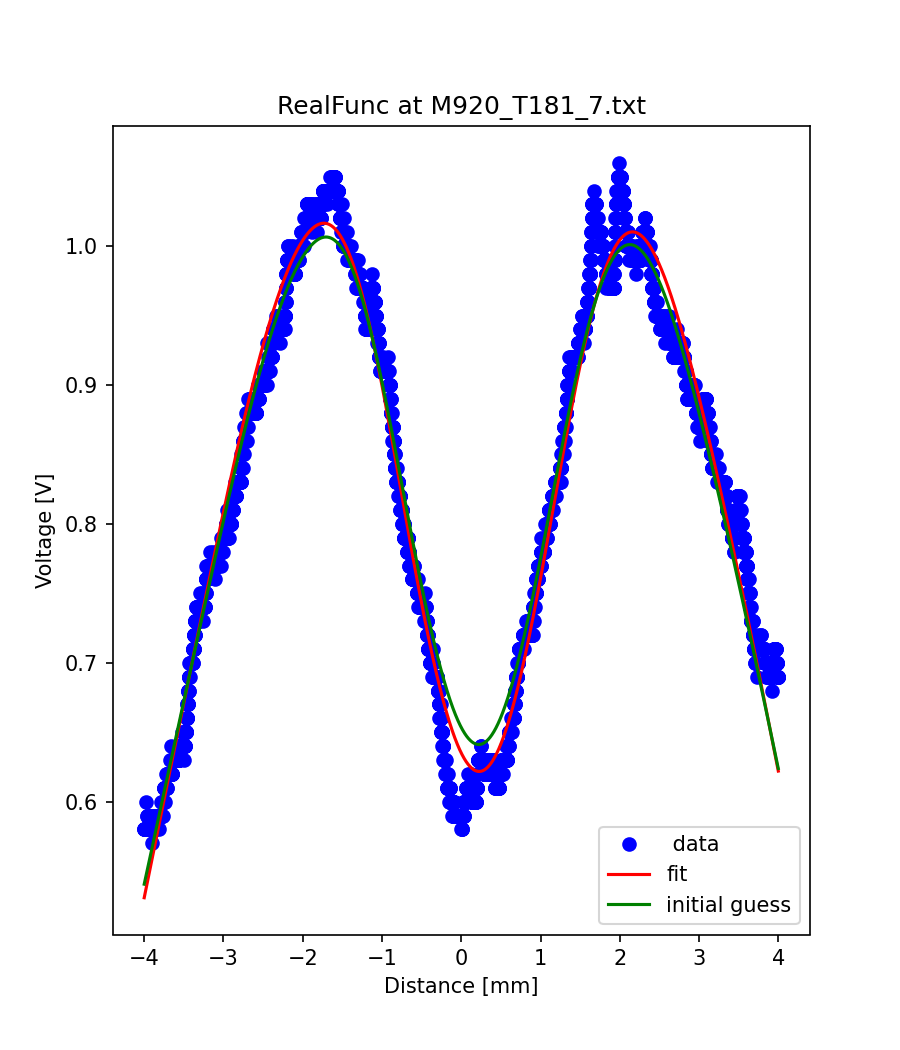 RealFunc at M920_T181_7.txt
Voltage [V]
1.0
0.9
0.8
0.7
0.6
−4
−3
−2
−1
0
1
2
3
4
Distance [mm]
data
fit
initial guess